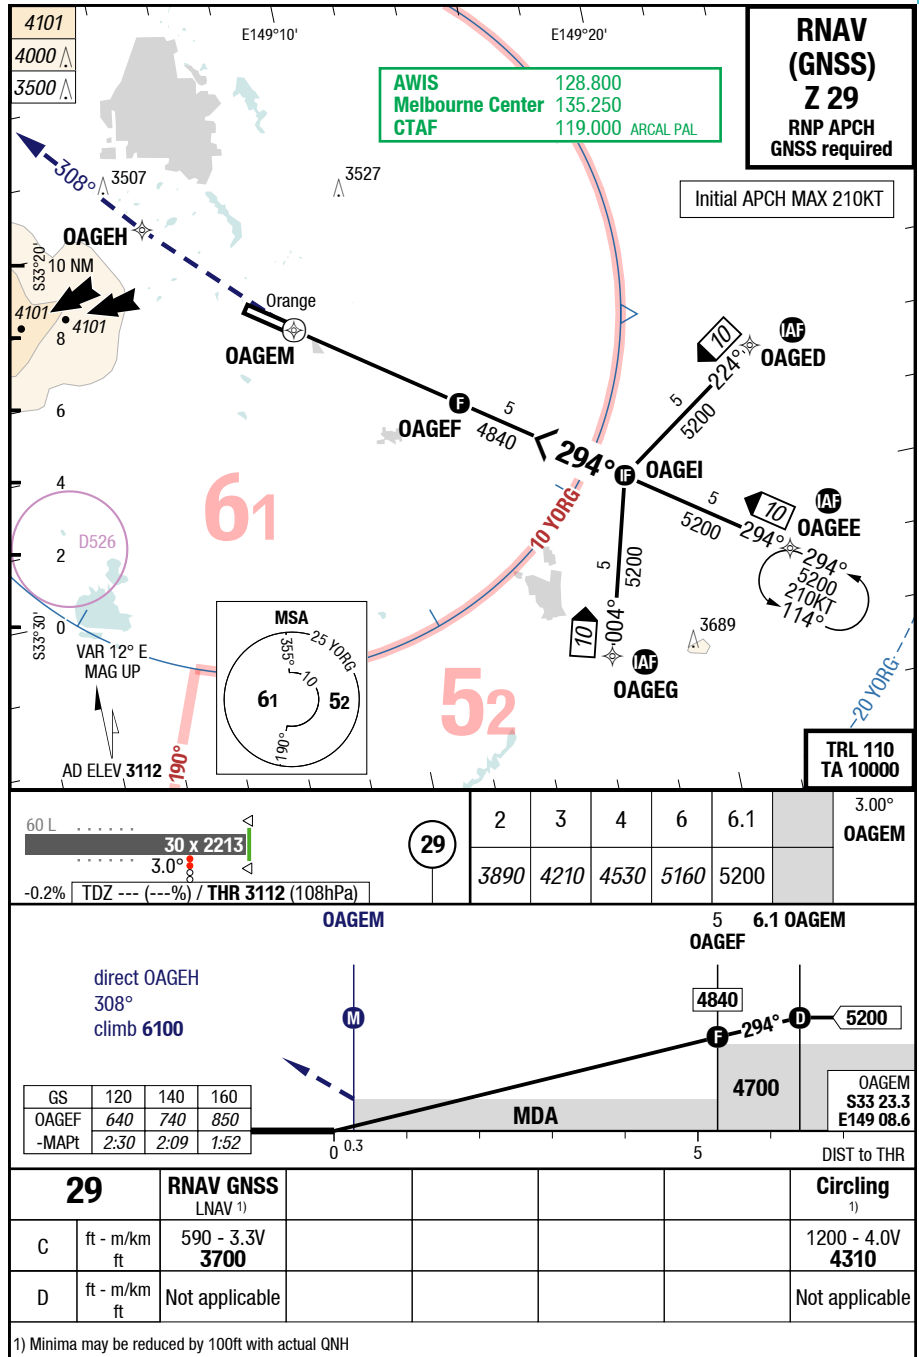 4101
4000
3500
E149°10'
E149°20'
RNAV
(GNSS)
Z 29
RNP APCH
GNSS required
AWIS 128.800
Melbourne Center 135.250
CTAF 119.000 ARCAL PAL
Initial APCH MAX 210KT
308°
3507
3527
OAGEH
S33°20'
10 NM
4101
4101
Orange
OAGEM
8
6
4
2
0
10
224°
IAF
OAGED
5
5200
F
OAGEF
5
4840
294°
IF
OAGEI
5
5200
10
IAF
OAGEE
294°
294°
5200
210KT
114°
61
10 YORG
D526
5
5200
004°
10
IAF
OAGEG
3689
S33°30'
VAR 12° E
MAG UP
AD ELEV 3112
190°
MSA
25 YORG
355°
10
61
52
190°
52
20 YORG
TRL 110
TA 10000
60 L
30 x 2213
3.0°
-0.2%
TDZ --- (---%) / THR 3112 (108hPa)
29
2 3 4 6 6.1
3890 4210 4530 5160 5200
3.00°
OAGEM
OAGEM
5
OAGEF
6.1 OAGEM
direct OAGEH
308°
climb 6100
M
4840
F
294°
D
5200
4700
MDA
OAGEM
S33 23.3
E149 08.6
GS 120 140 160
OAGEF 640 740 850
-MAPt 2:30 2:09 1:52
0 0.3
5
DIST to THR
29
RNAV GNSS
LNAV 1)
Circling
1)
C
ft - m/km
ft
590 - 3.3V
3700
1200 - 4.0V
4310
D
ft - m/km
ft
Not applicable
Not applicable
1) Minima may be reduced by 100ft with actual QNH